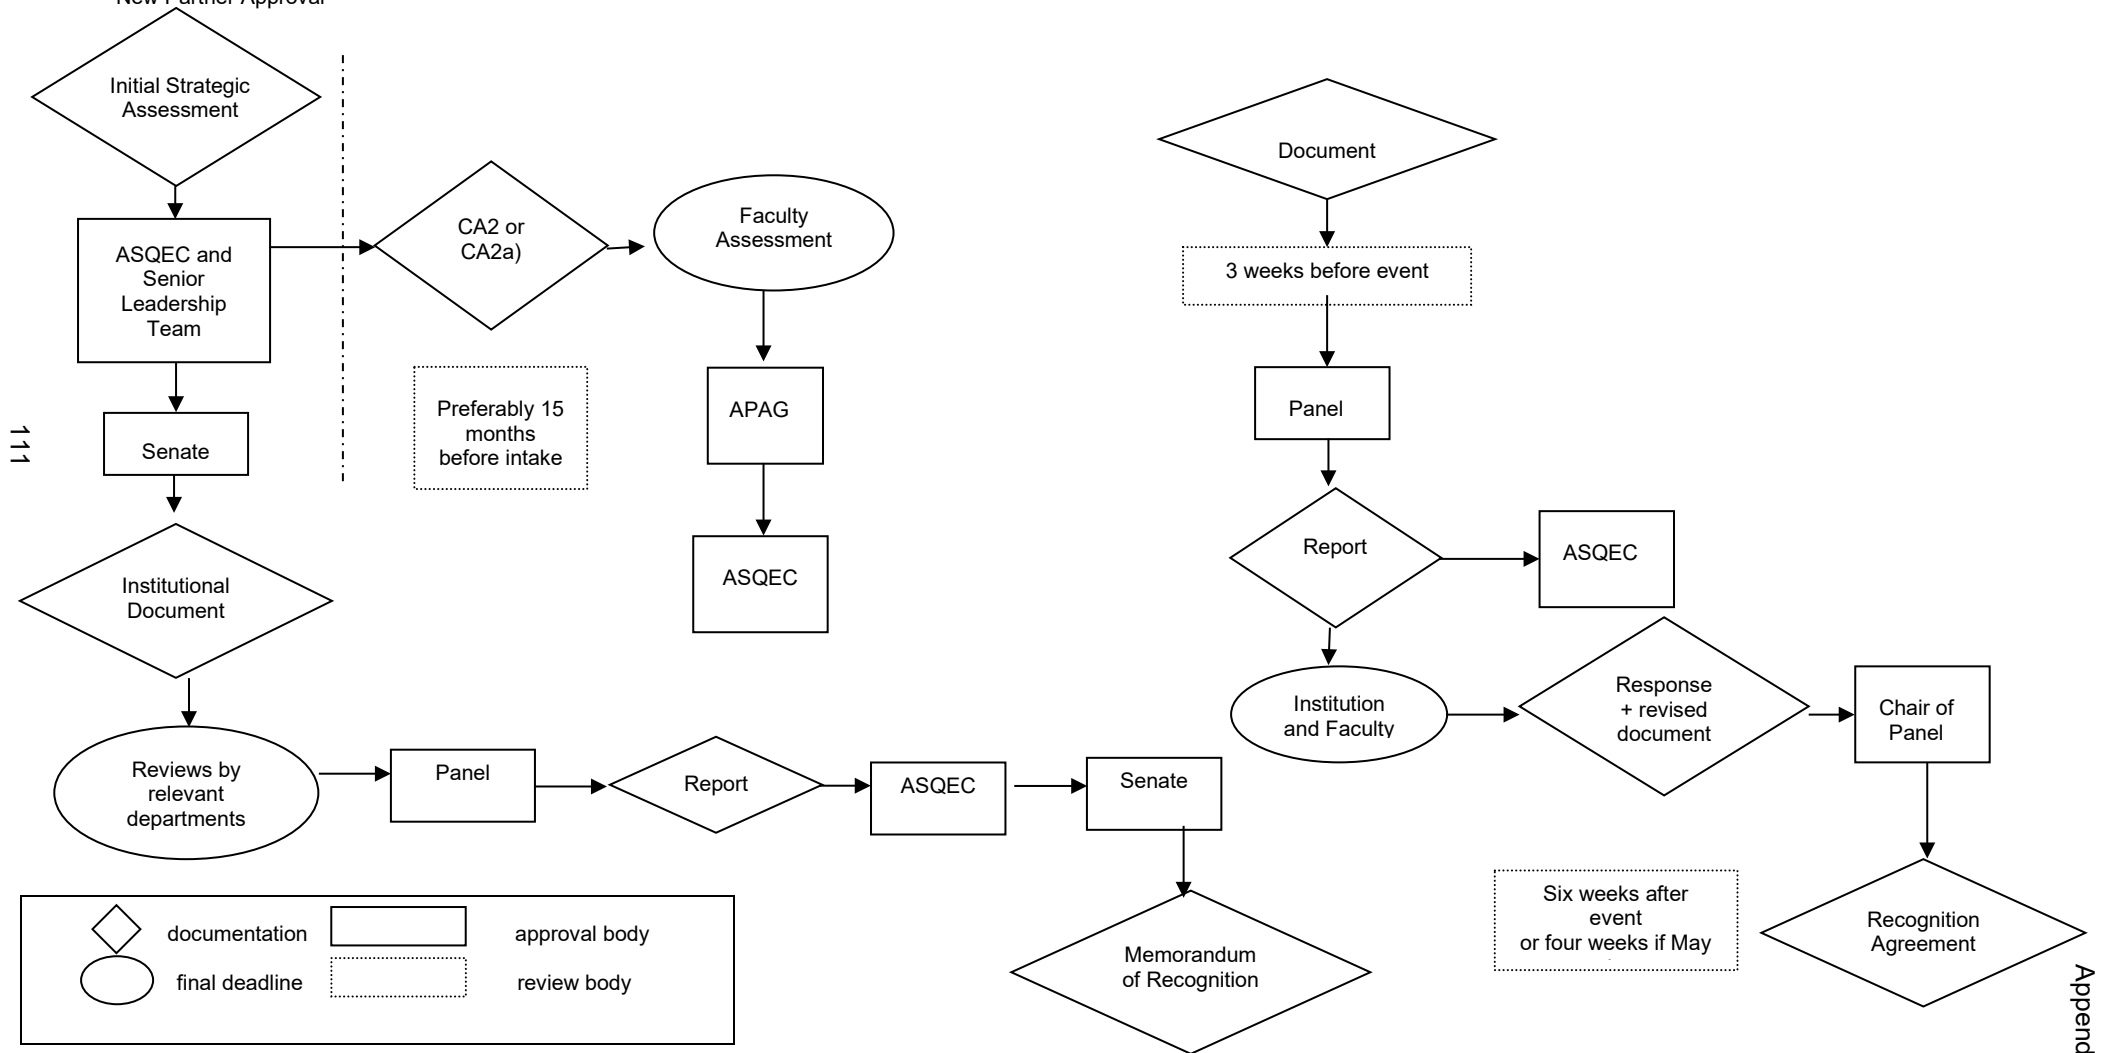 New Partner Approval
Initial Strategic
Assessment
ASQEC and
Senior
Leadership
Team
Senate
Institutional
Document
Reviews by
relevant
departments
CA2 or
CA2a)
Preferably 15
months
before intake
Faculty
Assessment
APAG
ASQEC
Panel
Report
ASQEC
Senate
Memorandum
of Recognition
Document
3 weeks before event
Panel
Report
ASQEC
Institution
and Faculty
Response
+ revised
document
Chair of
Panel
Recognition
Agreement
Six weeks after
event
or four weeks if May
documentation
approval body
final deadline
review body
111
Append